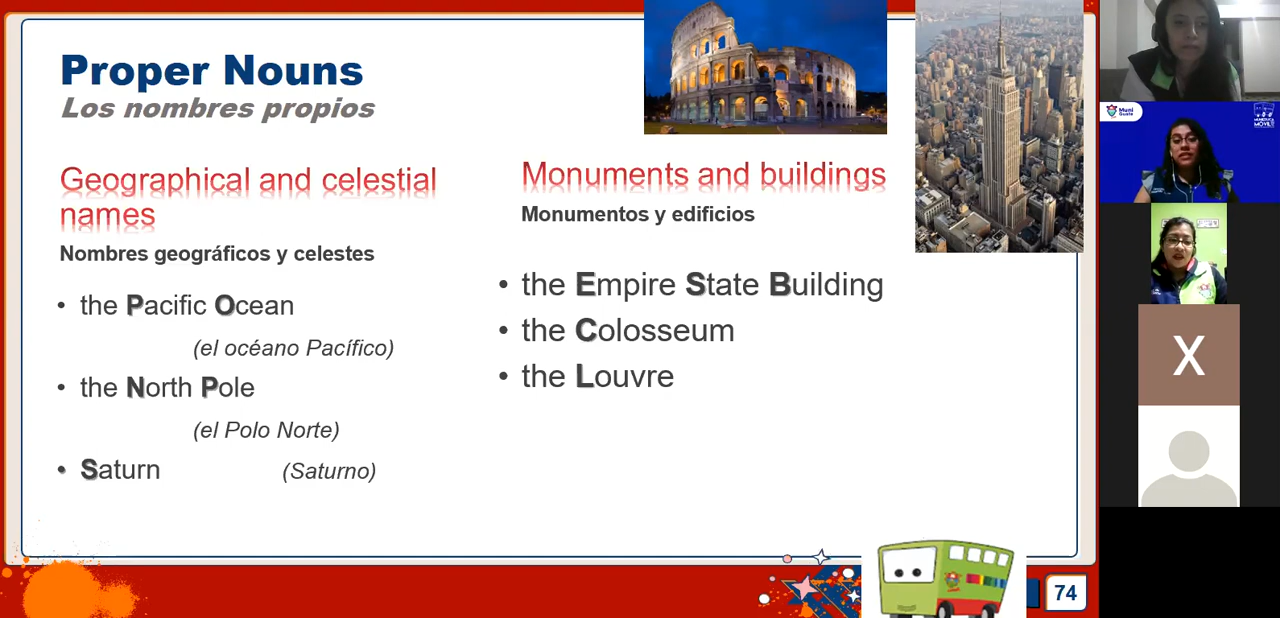 Proper Nouns
Los nombres propios
Geographical and celestial
names
Nombres geográficos y celestes
• the Pacific Ocean
(el océano Pacífico)
• the North Pole
(el Polo Norte)
• Saturn (Saturno)
Monuments and buildings
Monumentos y edificios
• the Empire State Building
• the Colosseum
• the Louvre
74
Muni
Guate
X